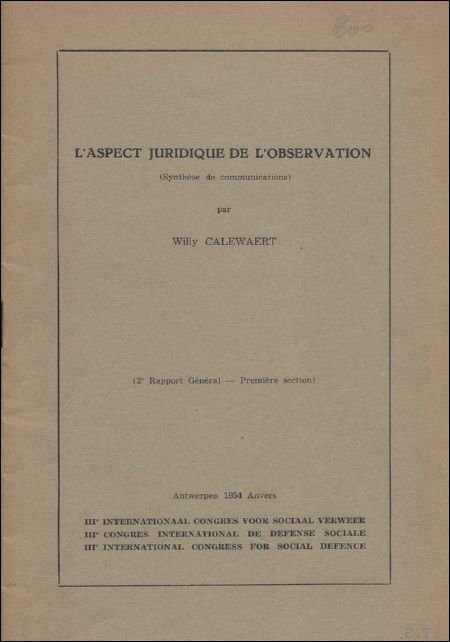 L'ASPECT JURIDIQUE DE L'OBSERVATION
(Synthèse de communications)
par
Willy CALEWAERT
(2e Rapport Général — Première section)
Antwerpen 1954 Anvers
IIIe INTERNATIONAAL CONGRES VOOR SOCIAAL VERWEER
IIIe CONGRES INTERNATIONAL DE DEFENSE SOCIALE
IIIe INTERNATIONAL CONGRESS FOR SOCIAL DEFENCE
E.T.